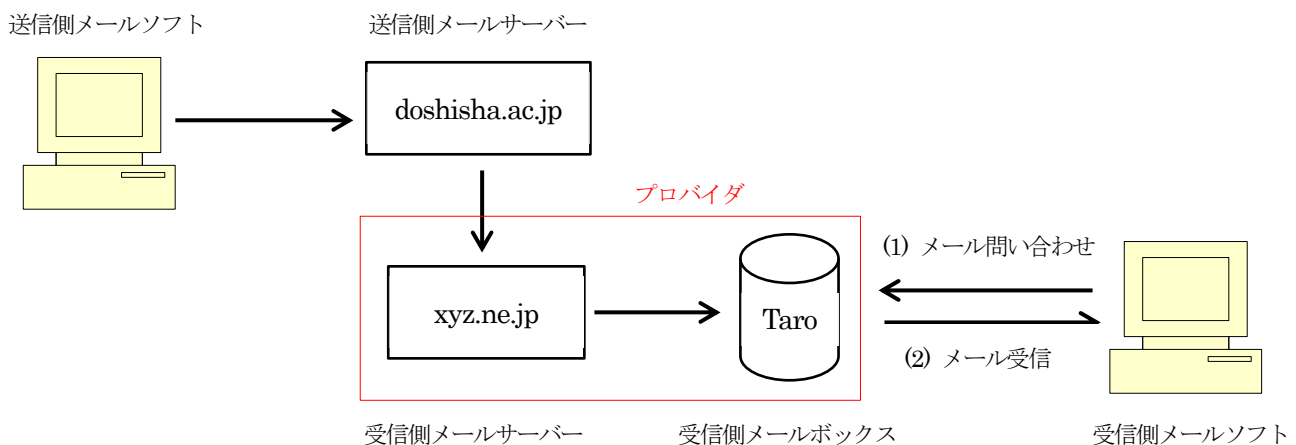 送信側メールソフト
送信側メールサーバー
doshisha.ac.jp
プロバイダ
(1) メール問い合わせ
xyz.ne.jp
Taro
(2) メール受信
受信側メールサーバー
受信側メールボックス
受信側メールソフト